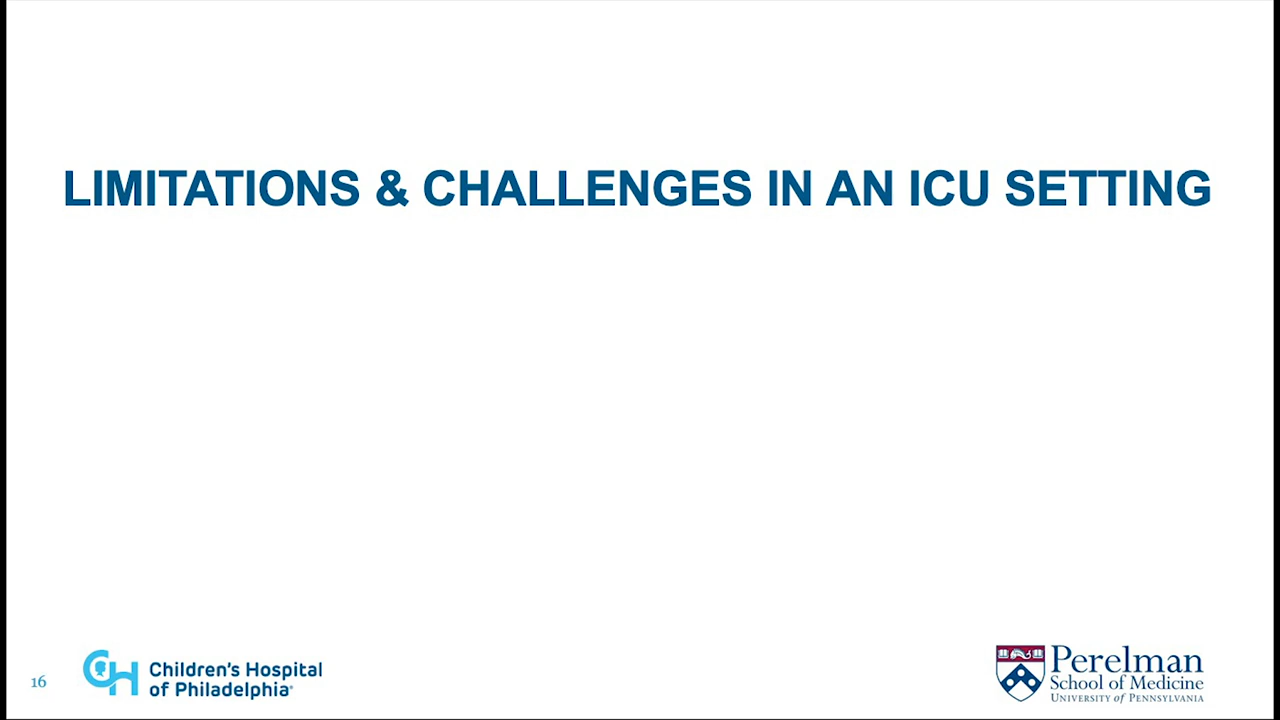 LIMITATIONS & CHALLENGES IN AN ICU SETTING
16
Children's Hospital
of Philadelphia
Perelman
School of Medicine
UNIVERSITY of PENNSYLVANIA